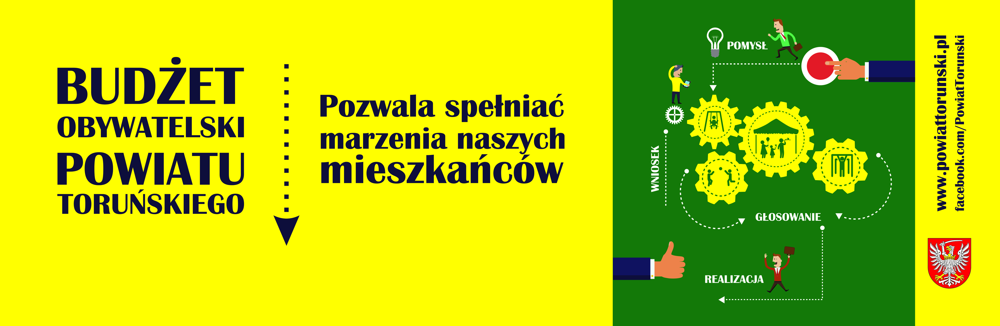 BUDŻET
OBYWATELSKI
POWIATU
TORUŃSKIEGO
Pozwala spełniać
marzenia naszych
mieszkańców
POMYSŁ
WNIOSEK
GŁOSOWANIE
REALIZACJA
www.powiattorunski.pl
facebook.com/PowiatTorunski